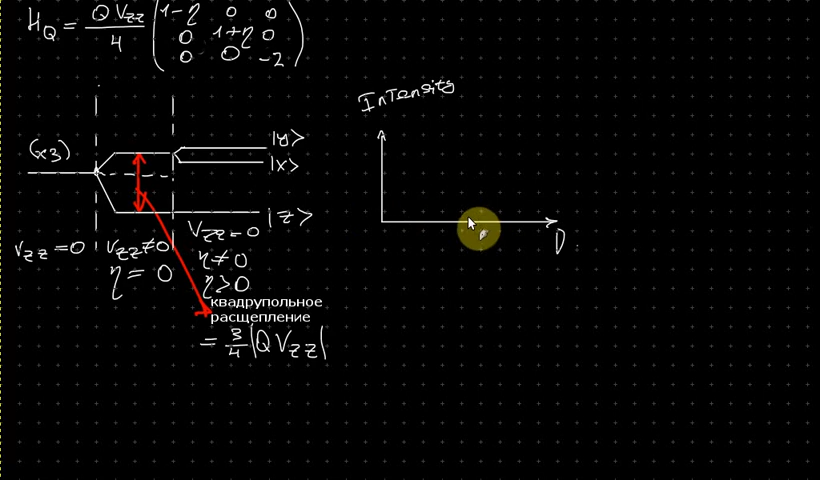 H_Q = QV_zz/4 (1-η 0 0
0 1+η 0
0 0 -2)
Intensity
(x3)
|y>
|x>
|z>
V_zz=0
V_zz≠0
η = 0
V_zz=0
η≠0
η>0
D
квадрупольное
расщепление
= 3/4|QV_zz|